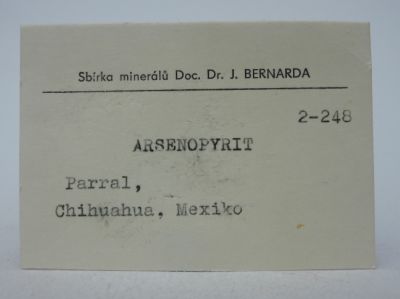 Sbírka minerálů Doc. Dr. J. BERNARDA
2-248
ARSENOPYRIT
Parral,
Chihuahua, Mexiko